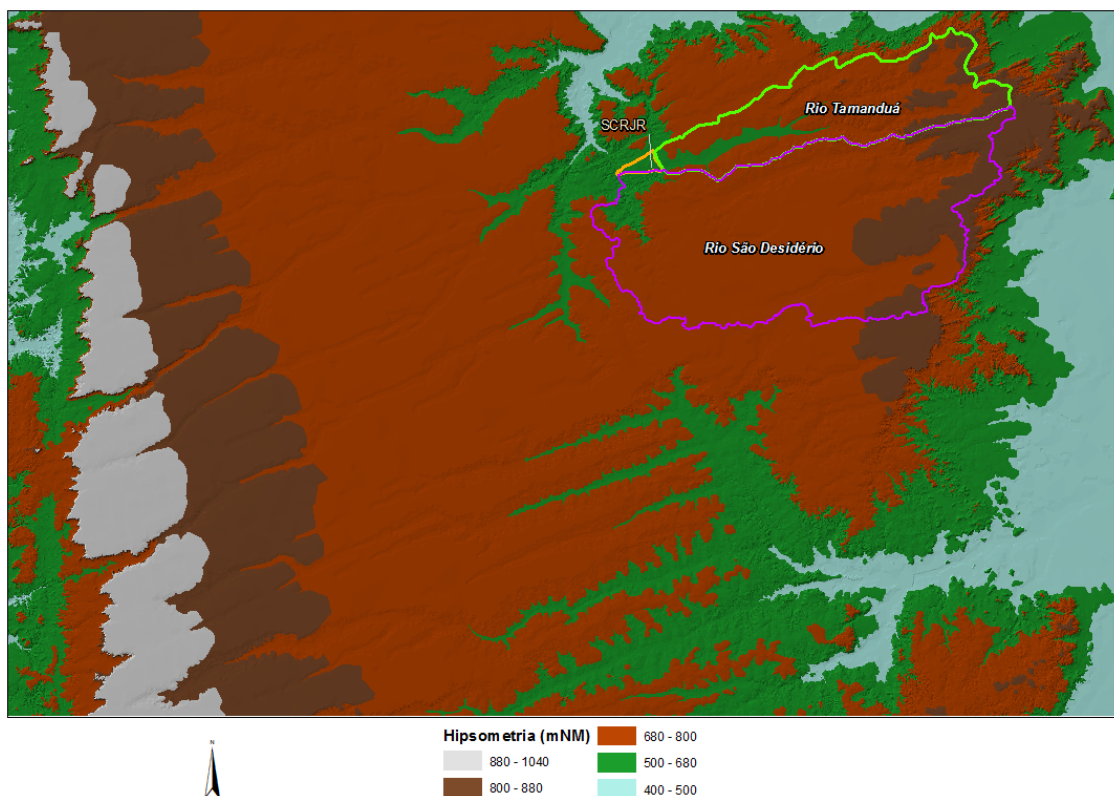 Rio Tamanduá
SCRJR
Rio São Desidério
N
Hipsometria (mNM)
880 - 1040
800 - 880
680 - 800
500 - 680
400 - 500